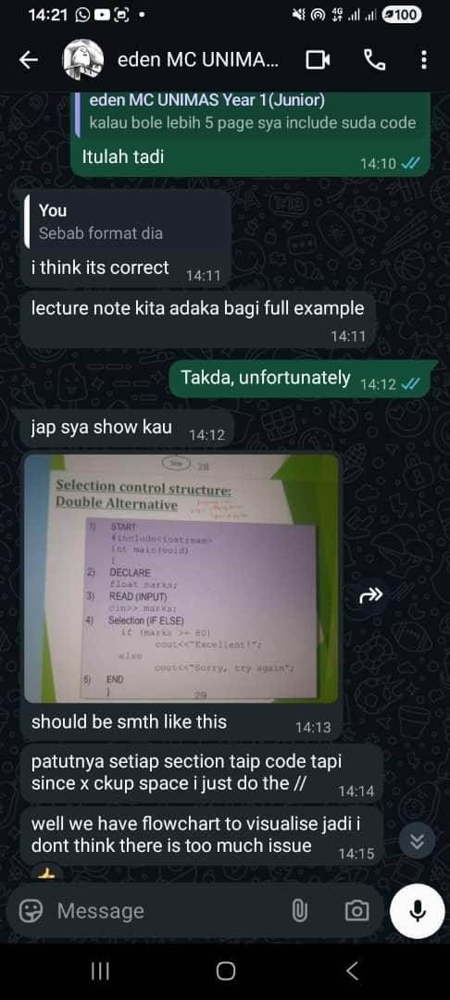 14:21
4G
100
eden MC UNIMA...
eden MC UNIMAS Year 1(Junior)
kalau bole lebih 5 page sya include suda code
Itulah tadi
14:10
You
Sebab format dia
i think its correct
14:11
lecture note kita adaka bagi full example
14:11
Takda, unfortunately
14:12
jap sya show kau
14:12
Stop
28
Selection control structure:
Double Alternative
1) START
#include<iostream>
int main(void)
{
2) DECLARE
float marks;
3) READ (INPUT)
cin>> marks;
4) Selection (IF ELSE)
if (marks >= 80)
cout<<"Excellent!";
else
cout<<"Sorry, try again";
5) END
}
29
should be smth like this
14:13
patutnya setiap section taip code tapi
since x ckup space i just do the //
14:14
well we have flowchart to visualise jadi i
dont think there is too much issue
14:15
Message